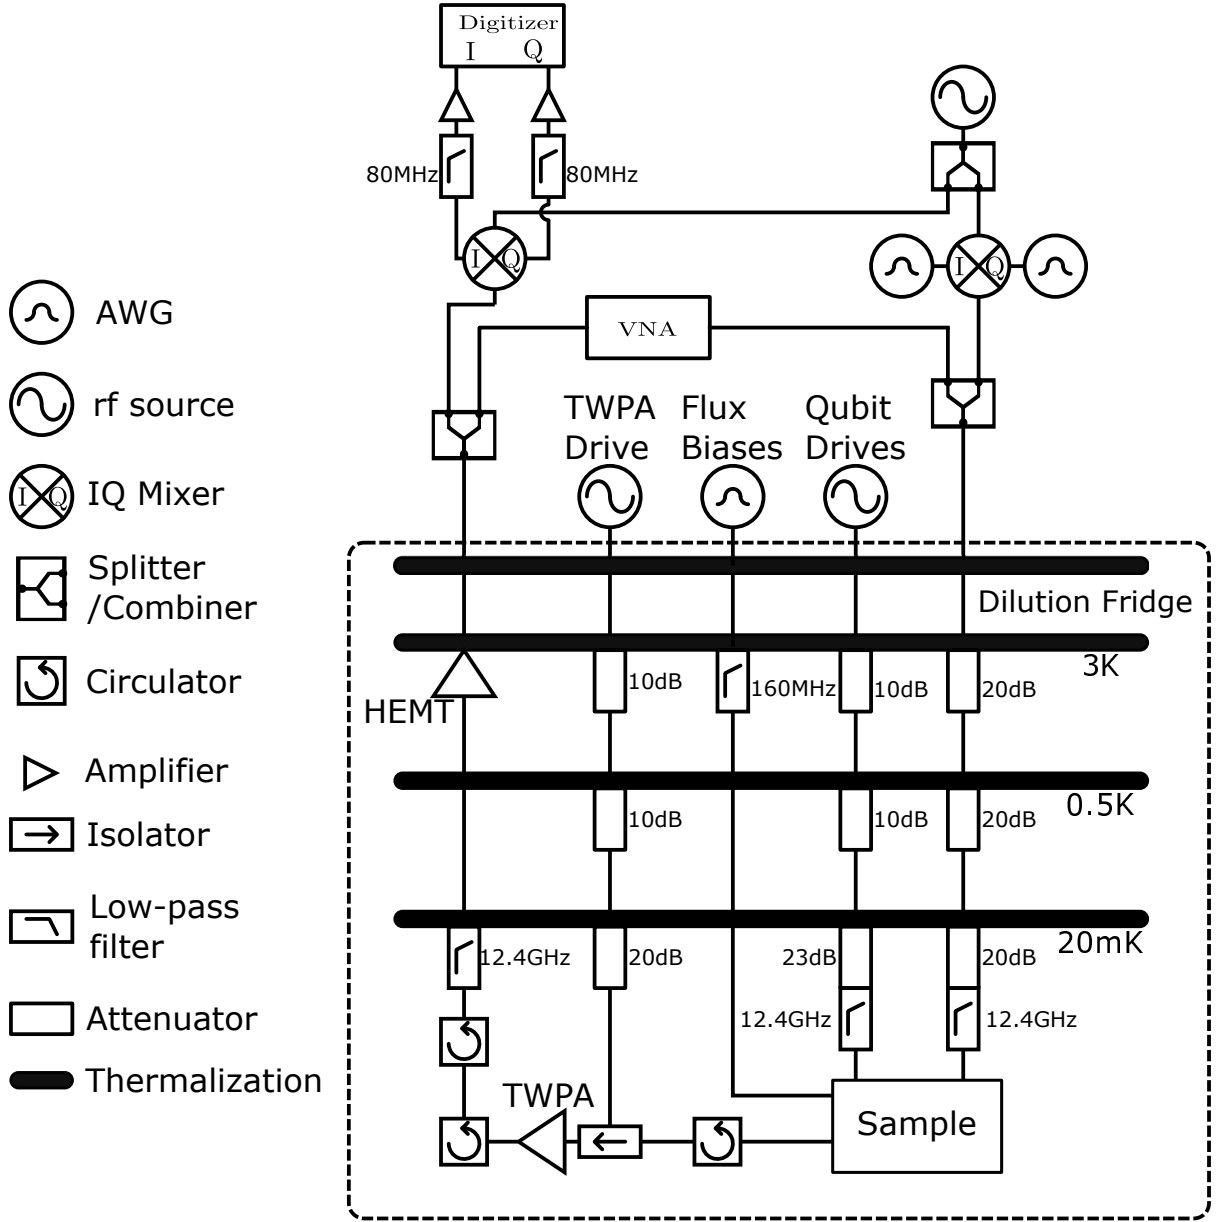 Digitizer
I Q
80MHz 80MHz
I Q
I Q
VNA
AWG
rf source
I Q IQ Mixer
Splitter
/Combiner
Circulator
Amplifier
Isolator
Low-pass
filter
Attenuator
Thermalization
TWPA
Drive
Flux
Biases
Qubit
Drives
Dilution Fridge
3K
HEMT
10dB 160MHz 10dB 20dB
0.5K
10dB 10dB 20dB
20mK
12.4GHz 20dB 23dB 20dB
12.4GHz 12.4GHz
TWPA
Sample